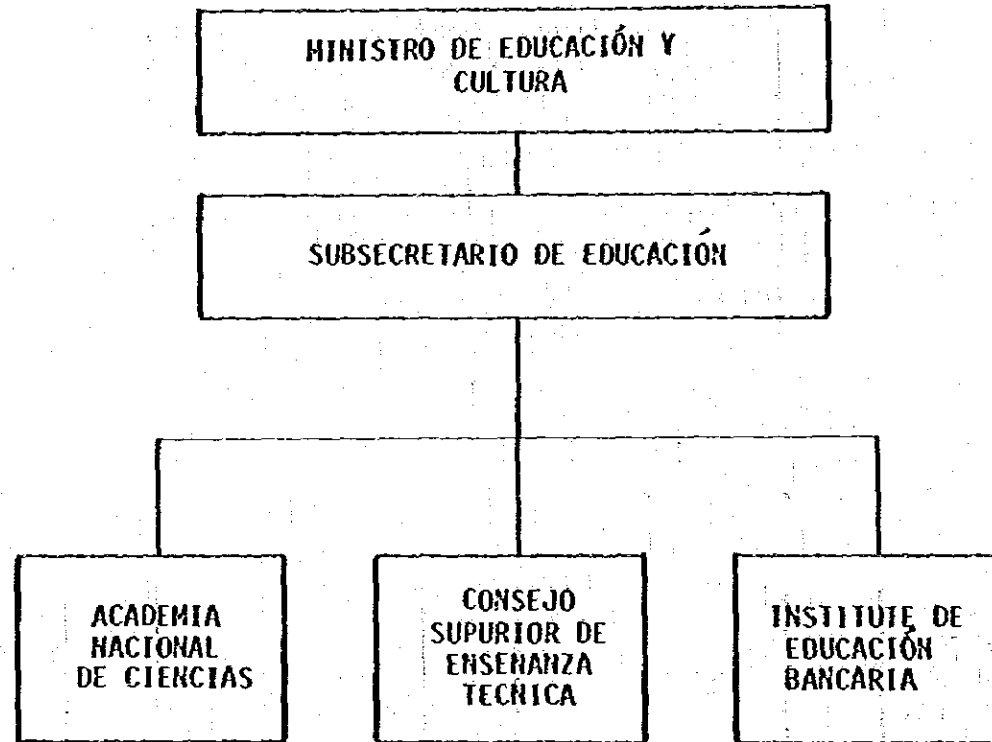 MINISTRO DE EDUCACIÓN Y
CULTURA
SUBSECRETARIO DE EDUCACIÓN
ACADEMIA
NACIONAL
DE CIENCIAS
CONSEJO
SUPURIOR DE
ENSENANZA
TECNICA
INSTITUTE DE
EDUCACIÓN
BANCARIA